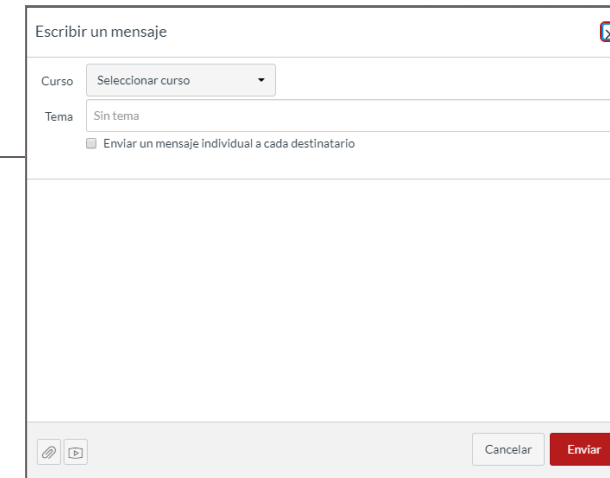 Escribir un mensaje
Curso Seleccionar curso
Tema Sin tema
Enviar un mensaje individual a cada destinatario
Cancelar Enviar